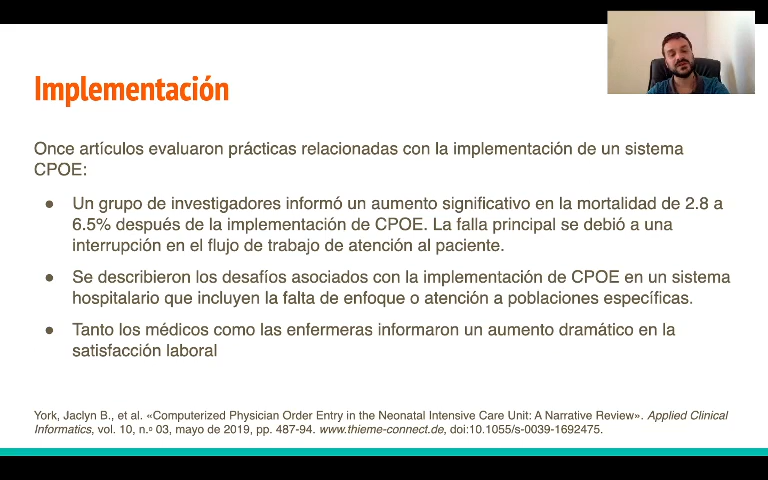 Implementación
Once artículos evaluaron prácticas relacionadas con la implementación de un sistema
CPOE:
● Un grupo de investigadores informó un aumento significativo en la mortalidad de 2.8 a
6.5% después de la implementación de CPOE. La falla principal se debió a una
interrupción en el flujo de trabajo de atención al paciente.
● Se describieron los desafíos asociados con la implementación de CPOE en un sistema
hospitalario que incluyen la falta de enfoque o atención a poblaciones específicas.
● Tanto los médicos como las enfermeras informaron un aumento dramático en la
satisfacción laboral
York, Jaclyn B., et al. «Computerized Physician Order Entry in the Neonatal Intensive Care Unit: A Narrative Review». Applied Clinical
Informatics, vol. 10, n.º 03, mayo de 2019, pp. 487-94. www.thieme-connect.de, doi:10.1055/s-0039-1692475.